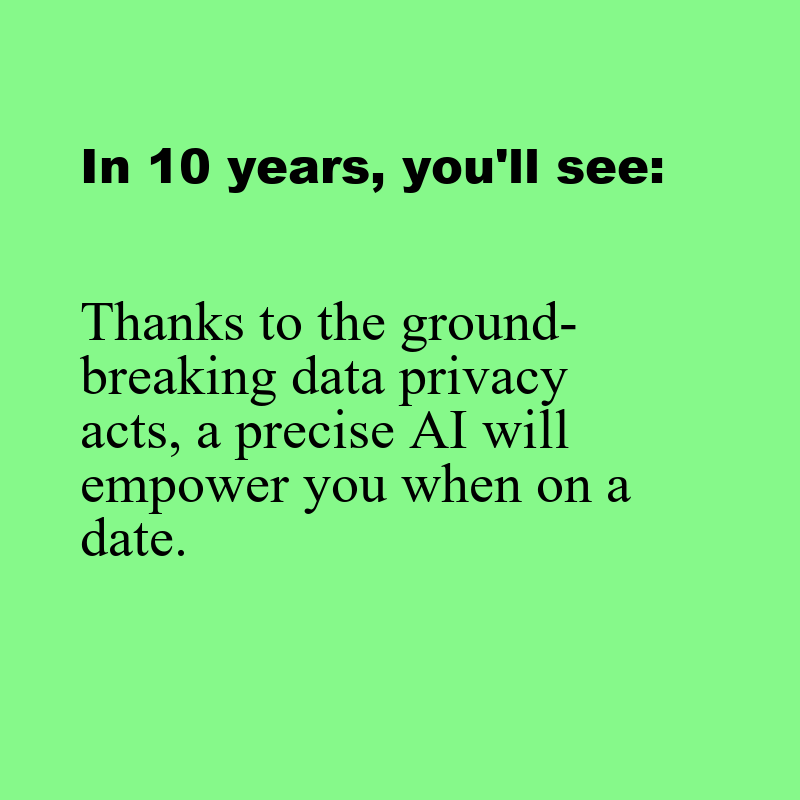 In 10 years, you'll see:
Thanks to the ground-
breaking data privacy
acts, a precise AI will
empower you when on a
date.